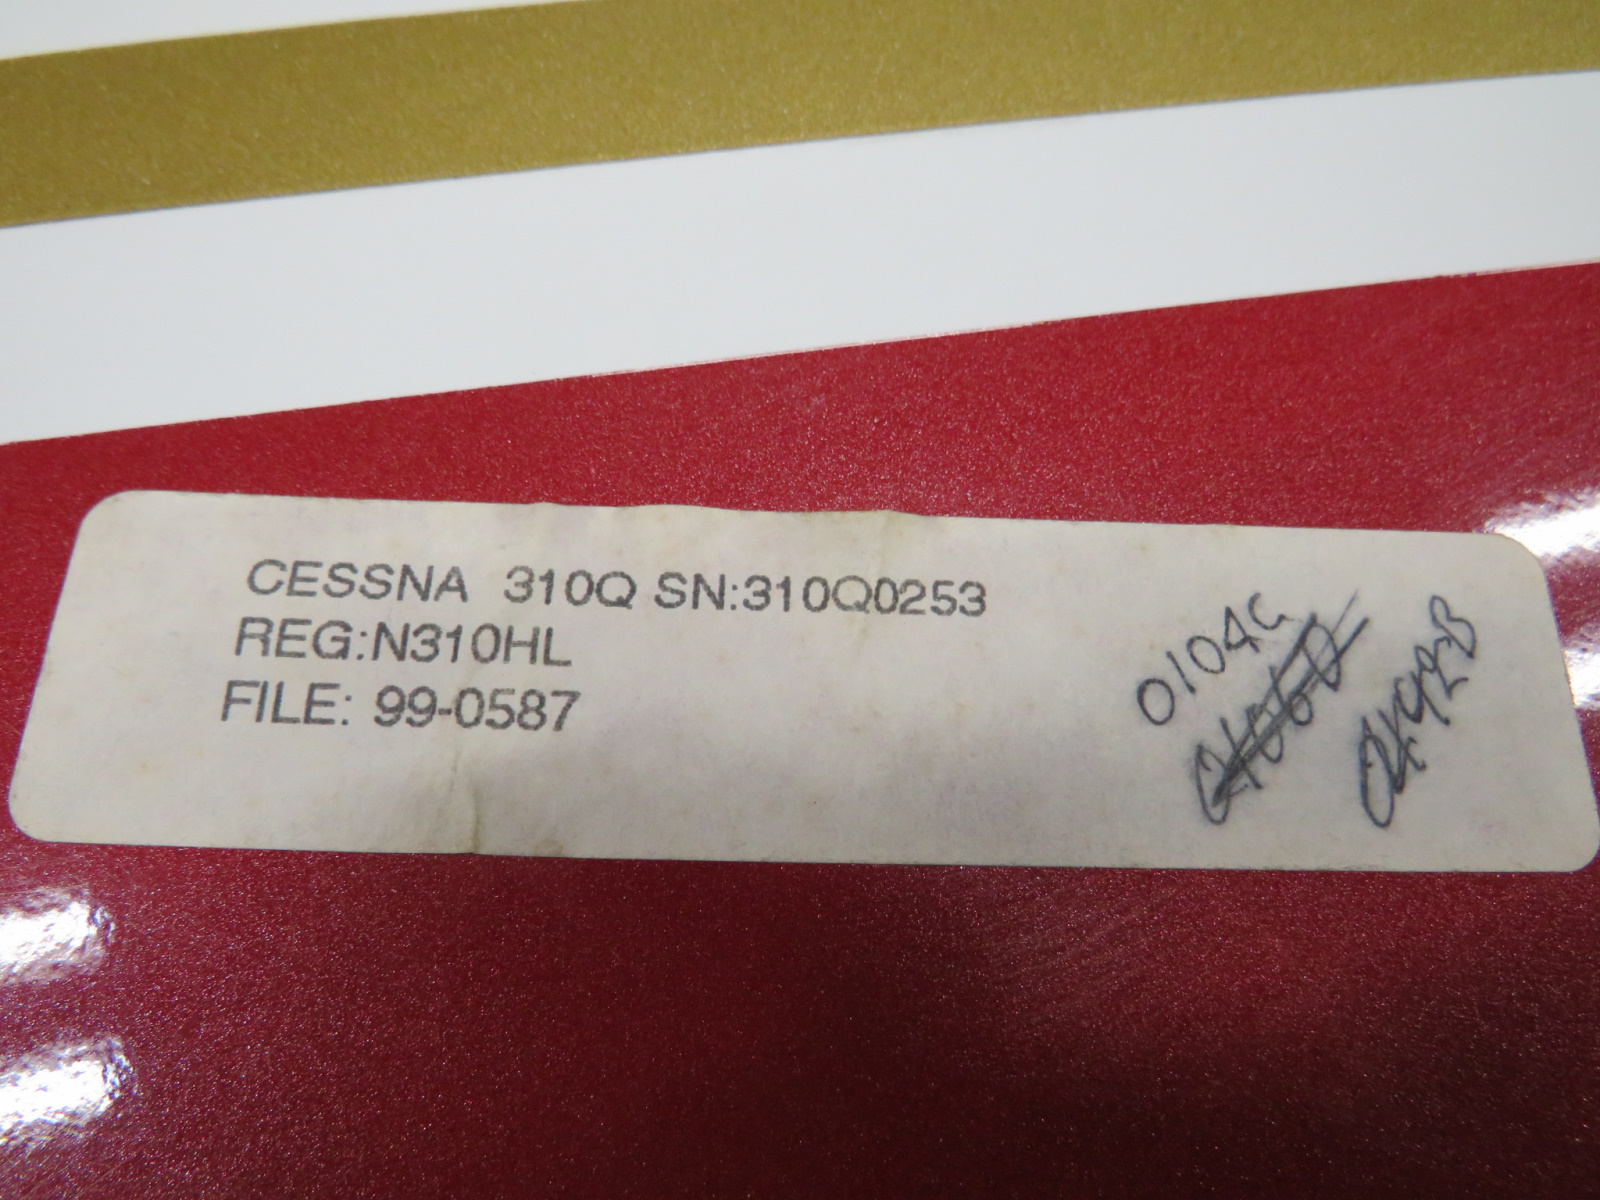 CESSNA 310Q SN:310Q0253
REG:N310HL
FILE: 99-0587
0104C